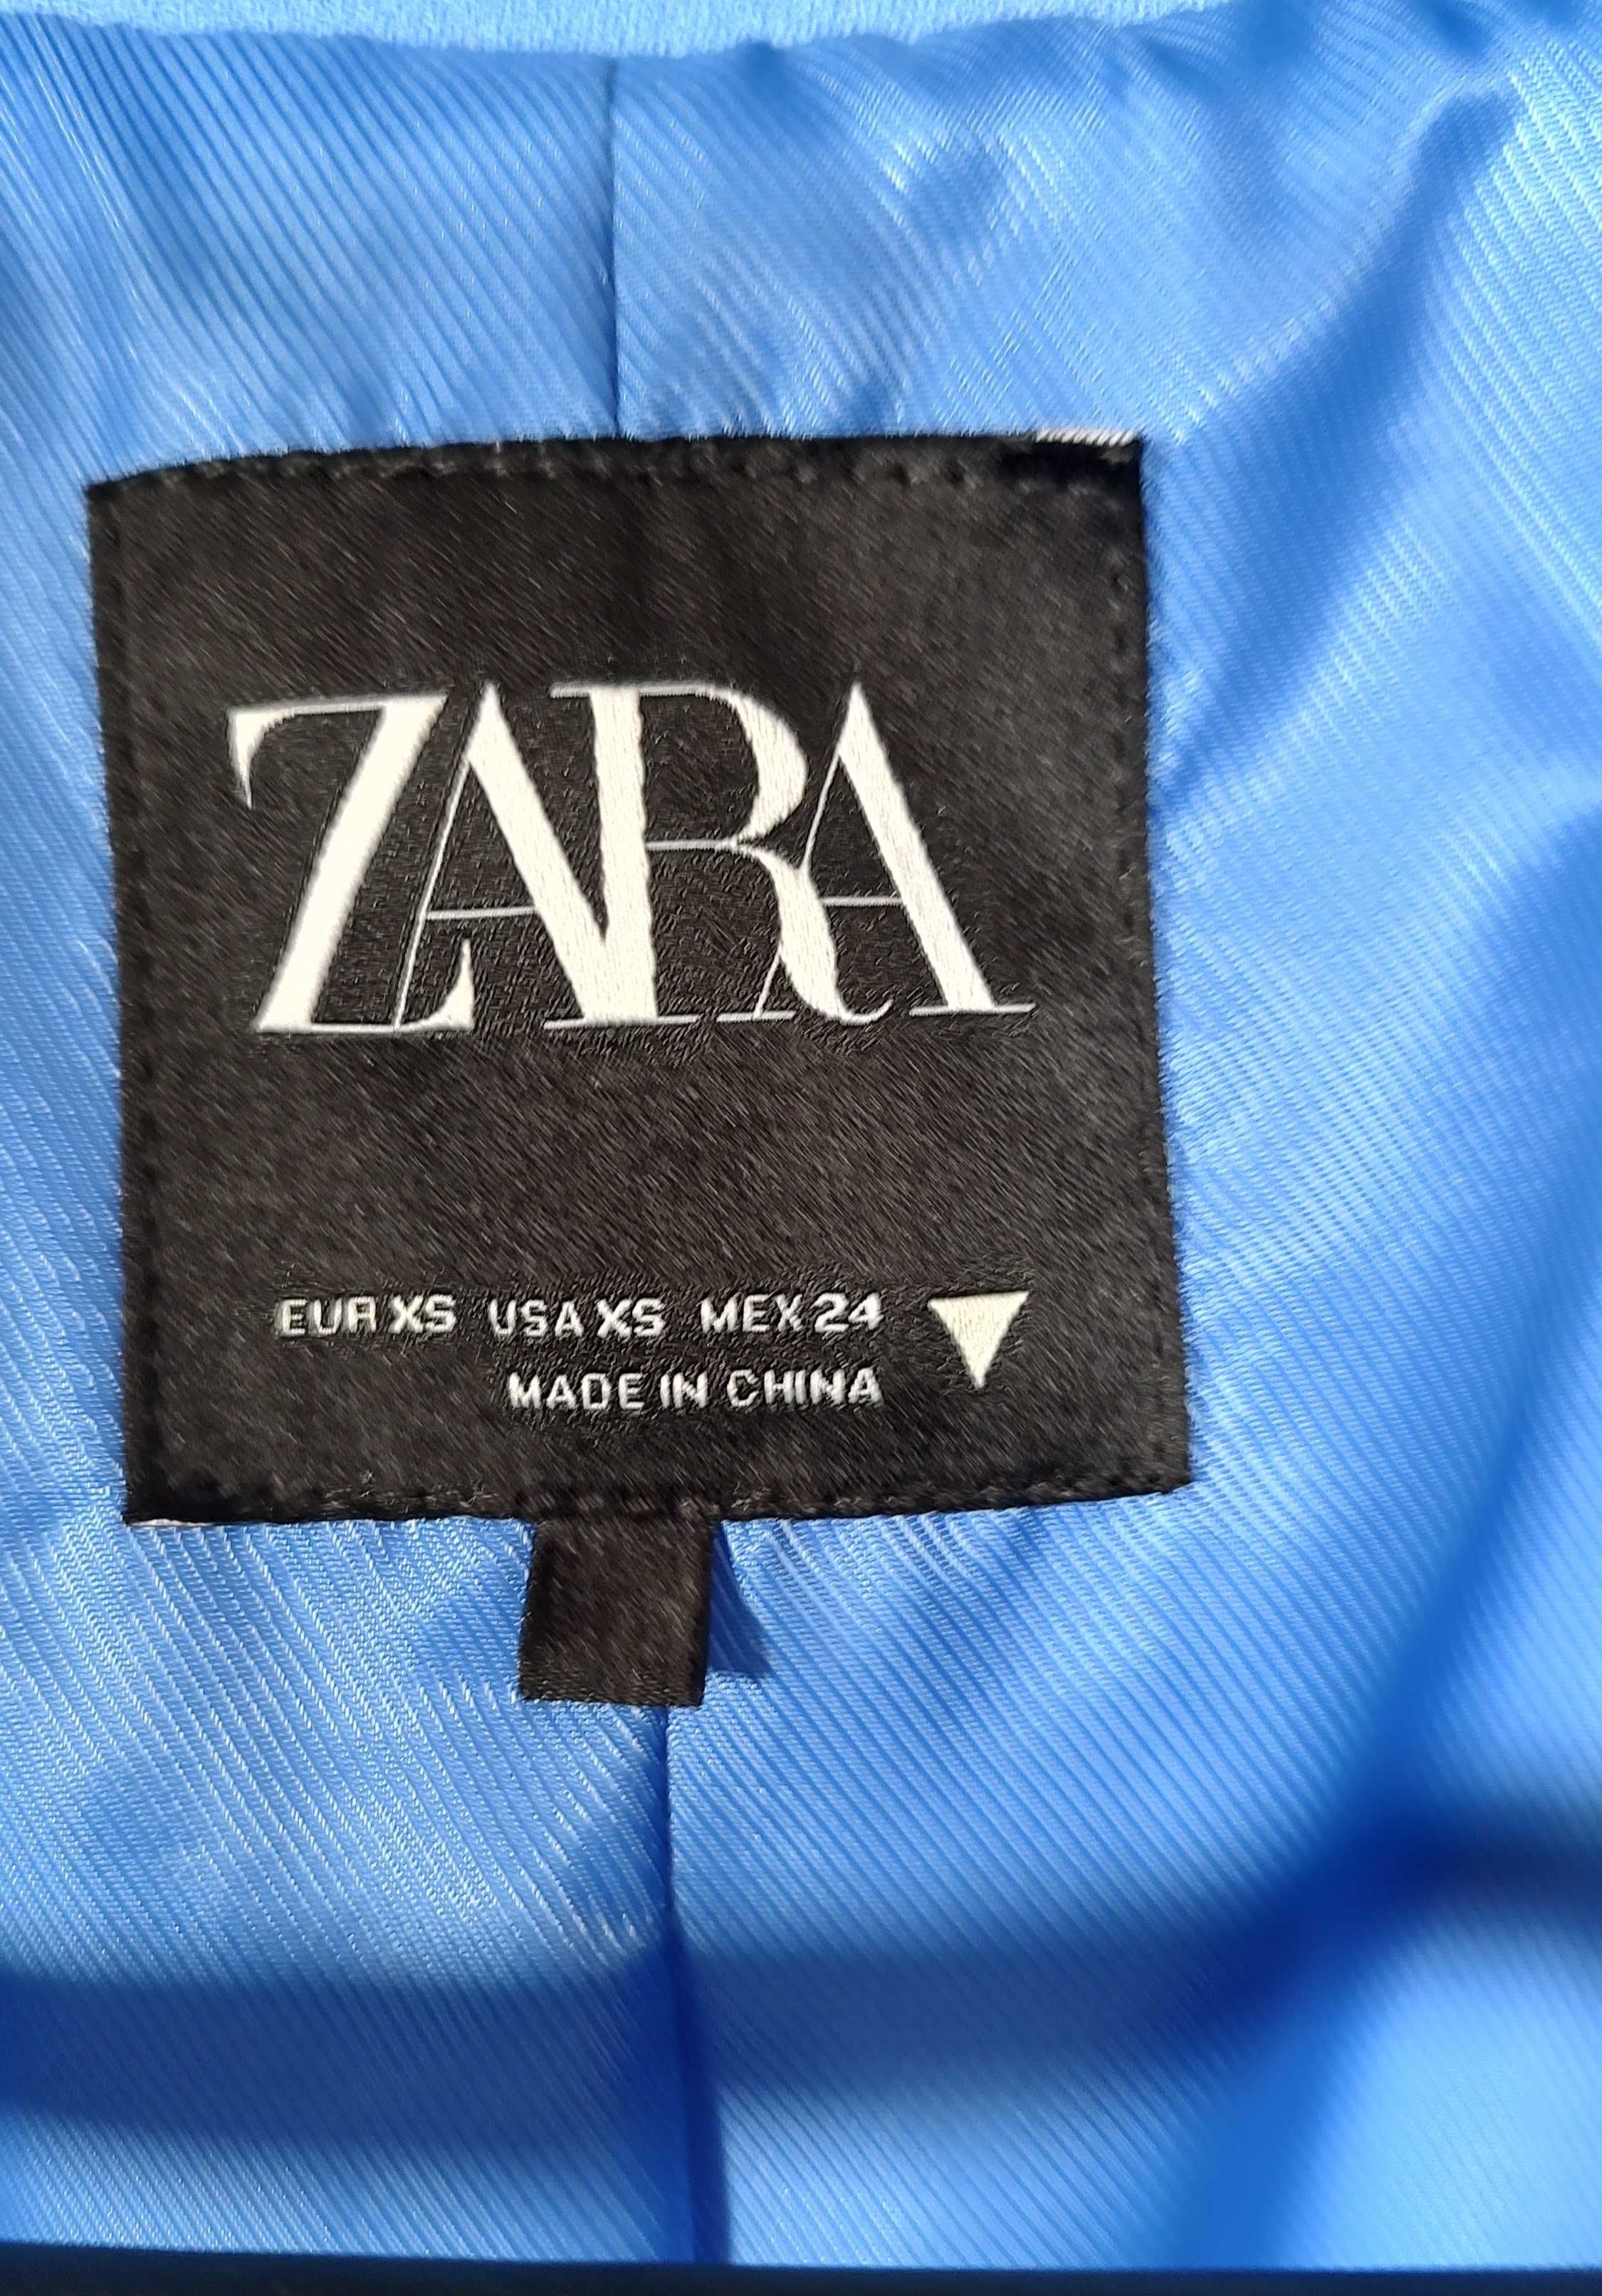 ZARA
EUR XS USA XS MEX 24
MADE IN CHINA